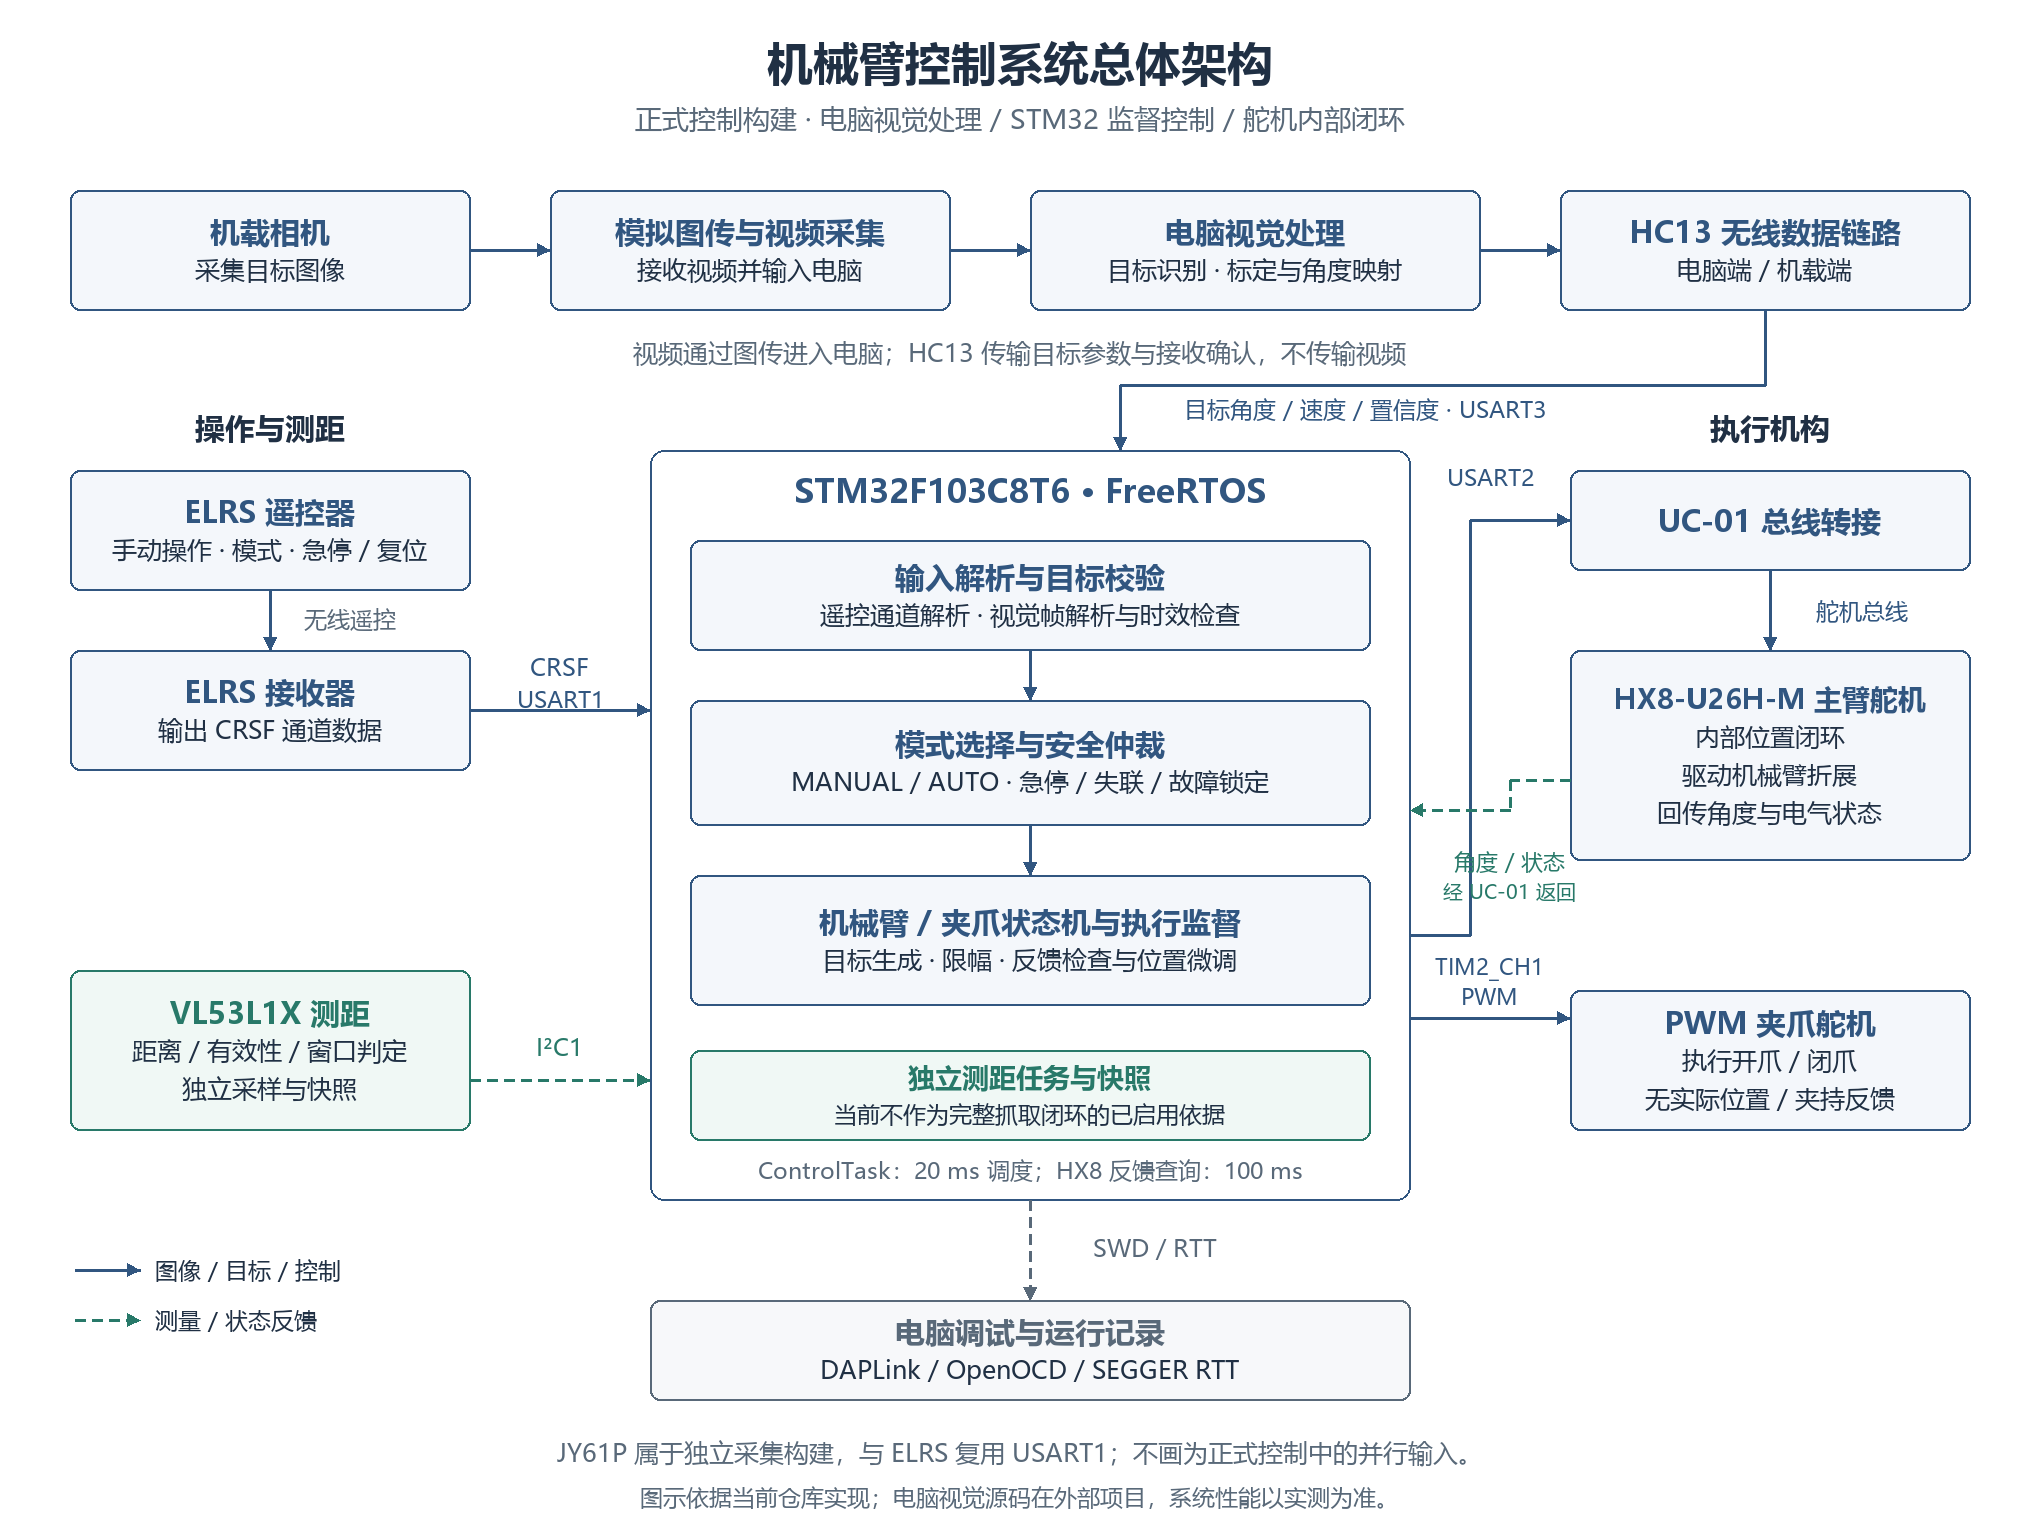 机械臂控制系统总体架构
正式控制构建 · 电脑视觉处理 / STM32 监督控制 / 舵机内部闭环
机载相机
采集目标图像
模拟图传与视频采集
接收视频并输入电脑
电脑视觉处理
目标识别 · 标定与角度映射
HC13 无线数据链路
电脑端 / 机载端
视频通过图传进入电脑；HC13 传输目标参数与接收确认，不传输视频
目标角度 / 速度 / 置信度 · USART3
操作与测距
ELRS 遥控器
手动操作 · 模式 · 急停 / 复位
无线遥控
ELRS 接收器
输出 CRSF 通道数据
CRSF
USART1
VL53L1X 测距
距离 / 有效性 / 窗口判定
独立采样与快照
I²C1
STM32F103C8T6 • FreeRTOS
输入解析与目标校验
遥控通道解析 · 视觉帧解析与时效检查
模式选择与安全仲裁
MANUAL / AUTO · 急停 / 失联 / 故障锁定
机械臂 / 夹爪状态机与执行监督
目标生成 · 限幅 · 反馈检查与位置微调
独立测距任务与快照
当前不作为完整抓取闭环的已启用依据
ControlTask：20 ms 调度；HX8 反馈查询：100 ms
执行机构
USART2
UC-01 总线转接
舵机总线
HX8-U26H-M 主臂舵机
内部位置闭环
驱动机械臂折展
回传角度与电气状态
角度 / 状态
经 UC-01 返回
TIM2_CH1
PWM
PWM 夹爪舵机
执行开爪 / 闭爪
无实际位置 / 夹持反馈
SWD / RTT
图像 / 目标 / 控制
测量 / 状态反馈
电脑调试与运行记录
DAPLink / OpenOCD / SEGGER RTT
JY61P 属于独立采集构建，与 ELRS 复用 USART1；不画为正式控制中的并行输入。
图示依据当前仓库实现；电脑视觉源码在外部项目，系统性能以实测为准。